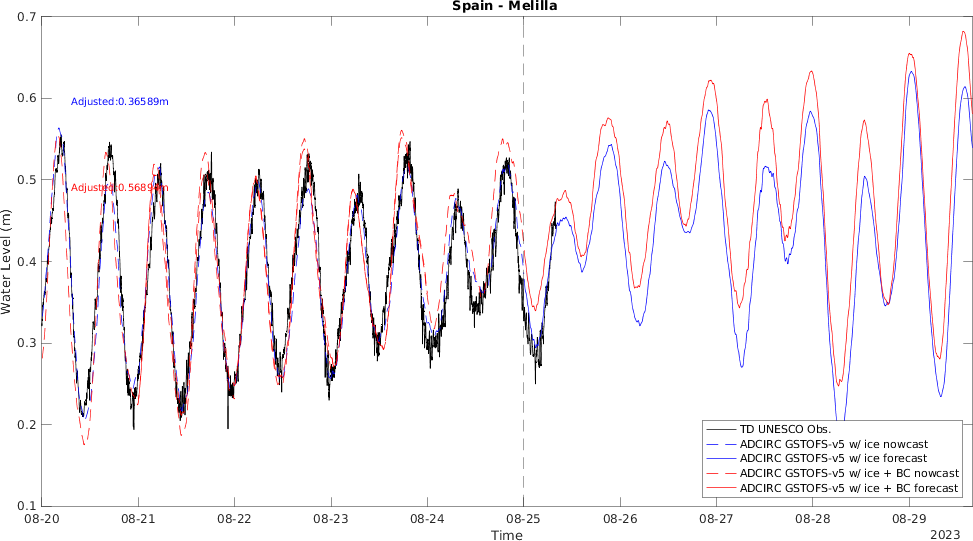 Spain - Melilla
0.7
0.6
0.5
0.4
0.3
0.2
0.1
Water Level (m)
Adjusted:0.36589m
Adjusted:0.568
TD UNESCO Obs.
ADCIRC GSTOFS-v5 w/ ice nowcast
ADCIRC GSTOFS-v5 w/ ice forecast
ADCIRC GSTOFS-v5 w/ ice + BC nowcast
ADCIRC GSTOFS-v5 w/ ice + BC forecast
08-20 08-21 08-22 08-23 08-24 08-25 08-26 08-27 08-28 08-29
Time
2023